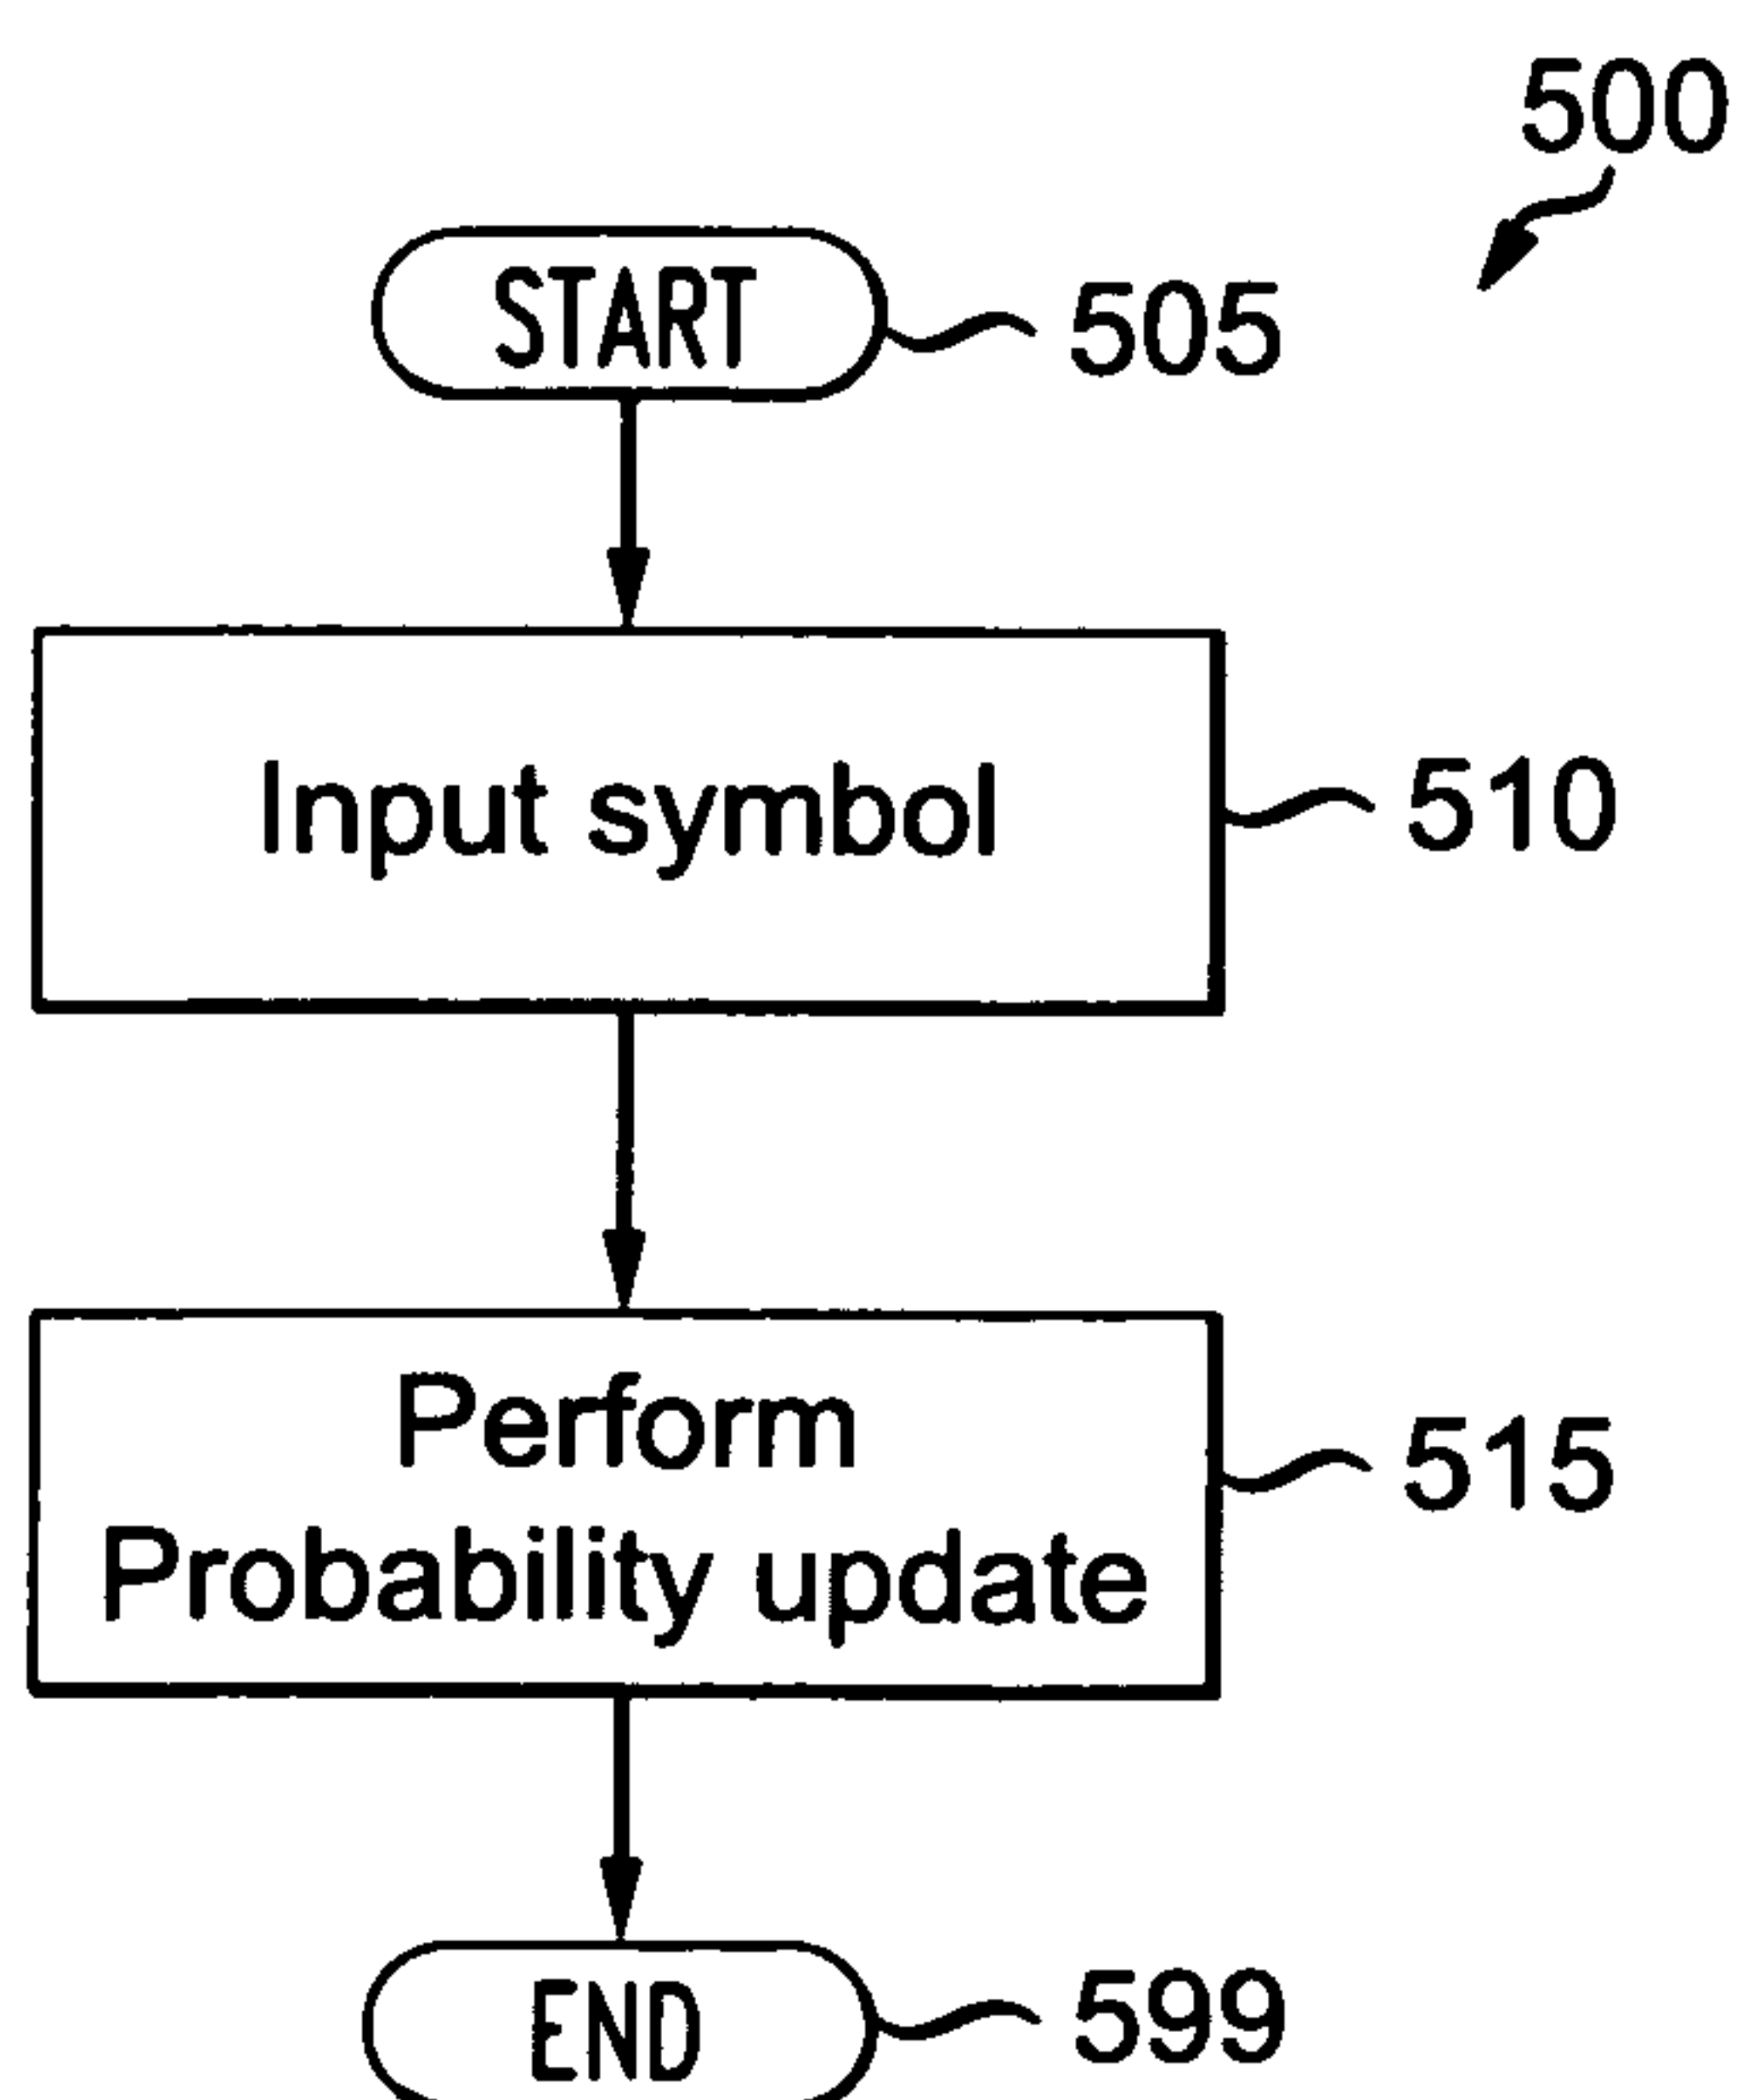 500
START
505
Input symbol
510
Perform
Probability update
515
END
599